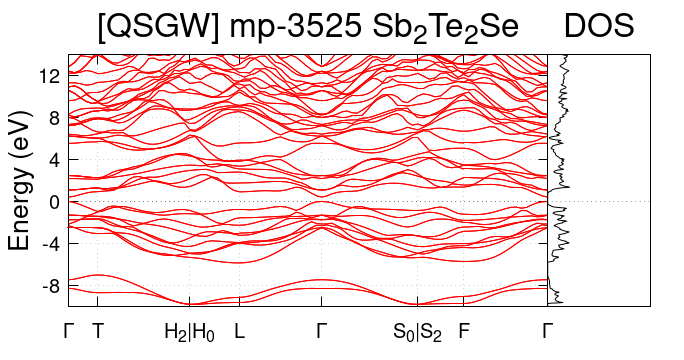 [QSGW] mp-3525 Sb₂Te₂Se DOS
Energy (eV)
12
8
4
0
-4
-8
Γ T H₂|H₀ L Γ S₀|S₂ F Γ